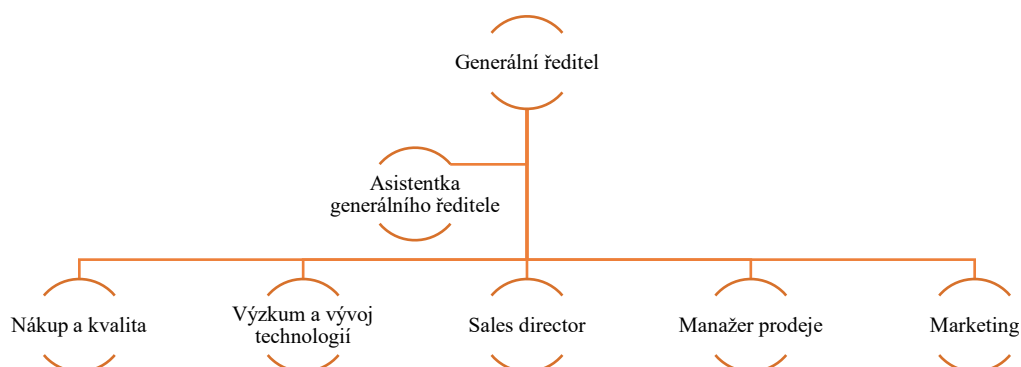 Generální ředitel
Asistentka
generálního ředitele
Nákup a kvalita
Výzkum a vývoj
technologií
Sales director
Manažer prodeje
Marketing